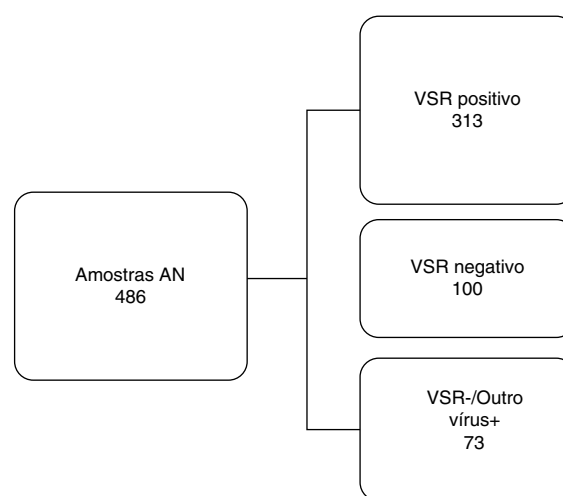 Amostras AN
486
VSR positivo
313
VSR negativo
100
VSR-/Outro
vírus+
73